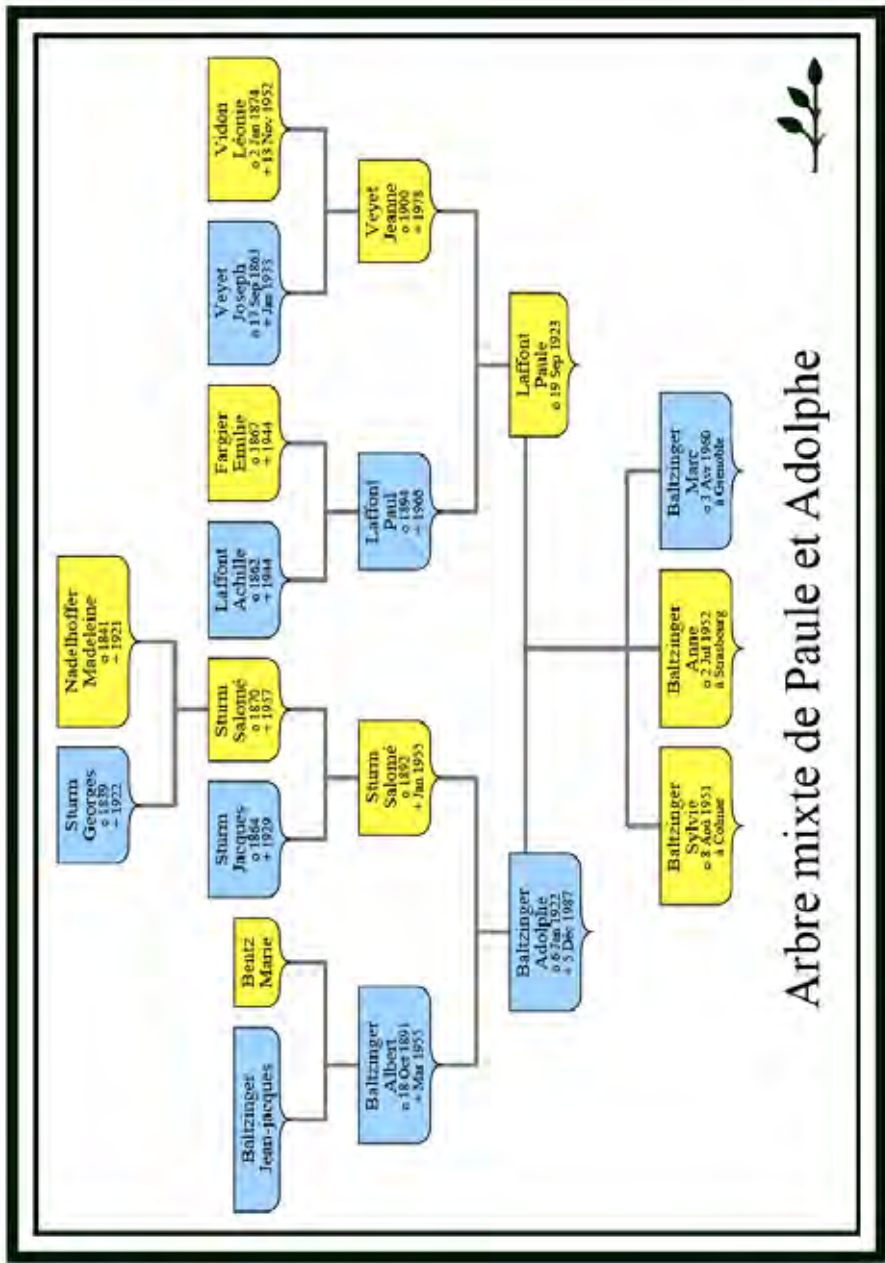 Sturm
Georges
o 1839
+ 1922
Nadelhoffer
Madeleine
o 1841
+ 1921
Baltzinger
Jean-jacques
Bentz
Marie
Sturm
Jacques
o 1864
+ 1929
Sturm
Salomé
o 1870
+ 1957
Laffont
Achille
o 1862
+ 1944
Fargier
Emilie
o 1867
+ 1944
Veyet
Joseph
o 17 Sep 1863
+ Jan
Vidon
Léonie
o 2 Jan 1874
+ 13 Nov 1952
Baltzinger
Albert
o 18 Oct 1891
+ Mar 1955
Sturm
Salomé
o 1892
+ Jan 1955
Laffont
Paul
o 1894
+
Veyet
Jeanne
o 1900
+ 1978
Baltzinger
Adolphe
o 6 Jan 1922
+ 5 Déc 1987
Laffont
Paule
o 19 Sep 1923
Baltzinger
Sylvie
o 8 Aoû 1951
à Colmar
Baltzinger
Anne
o 2 Jul 1952
à Strasbourg
Baltzinger
Marc
o 3 Avr 1960
à Grenoble
Arbre mixte de Paule et Adolphe